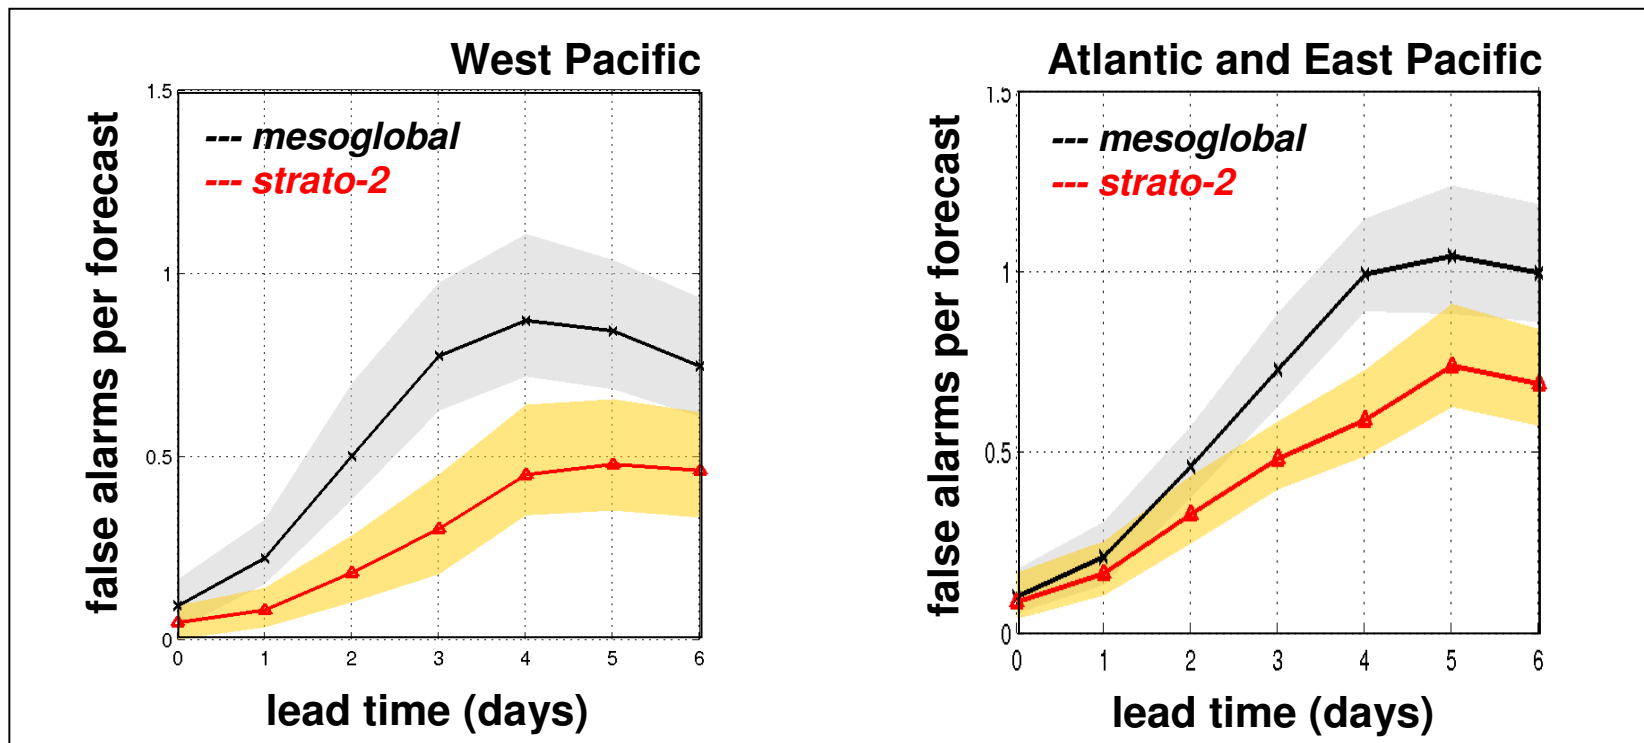 West Pacific
1.5
1
0.5
0
false alarms per forecast
--- mesoglobal
--- strato-2
0 1 2 3 4 5 6
lead time (days)
Atlantic and East Pacific
1.5
1
0.5
0
false alarms per forecast
--- mesoglobal
--- strato-2
0 1 2 3 4 5 6
lead time (days)